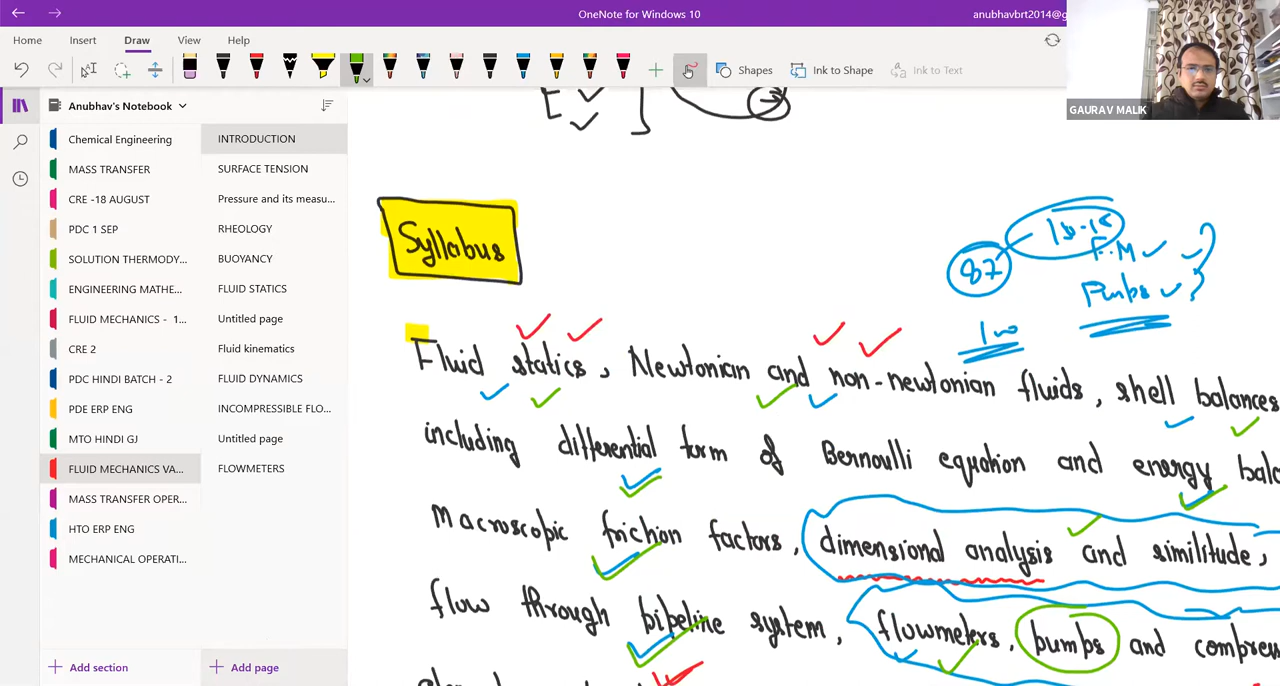 OneNote for Windows 10
anubhavbrt2014@g
Home Insert Draw View Help
Shapes Ink to Shape Ink to Text
GAURAV MALIK
Anubhav's Notebook
Chemical Engineering
MASS TRANSFER
CRE -18 AUGUST
PDC 1 SEP
SOLUTION THERMODY...
ENGINEERING MATHE...
FLUID MECHANICS - 1...
CRE 2
PDC HINDI BATCH - 2
PDE ERP ENG
MTO HINDI GJ
FLUID MECHANICS VA...
MASS TRANSFER OPER...
HTO ERP ENG
MECHANICAL OPERATI...
Add section
INTRODUCTION
SURFACE TENSION
Pressure and its measu...
RHEOLOGY
BUOYANCY
FLUID STATICS
Untitled page
Fluid kinematics
FLUID DYNAMICS
INCOMPRESSIBLE FLO...
Untitled page
FLOWMETERS
Add page
Syllabus
87
F.M
Pumps
Fluid statics, Newtonian and non-newtonian fluids, shell balances
including differential form of Bernoulli equation and energy bala
Macroscopic friction factors, dimensional analysis and similitude,
flow through pipeline system, flowmeters, pumps and compress